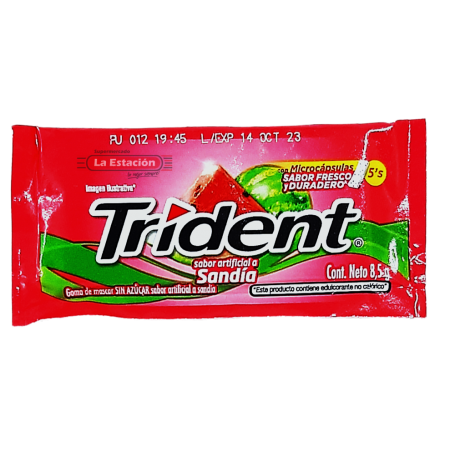 PU 012 19:45 L/EXP 14 OCT 23
La Estación
Imagen Ilustrativa*
con Microcápsulas
SABOR FRESCO
Y DURADERO
5's
Trident
sabor artificial a
Sandía
Cont. Neto 8,5 g
Goma de mascar SIN AZÚCAR sabor artificial a sandía
"Este producto contiene edulcorante no calórico"